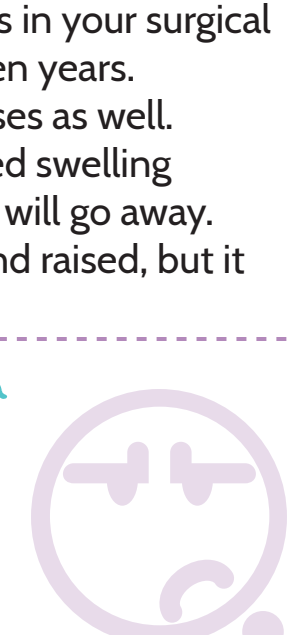 s in your surgical
en years.
ses as well.
ed swelling
will go away.
nd raised, but it